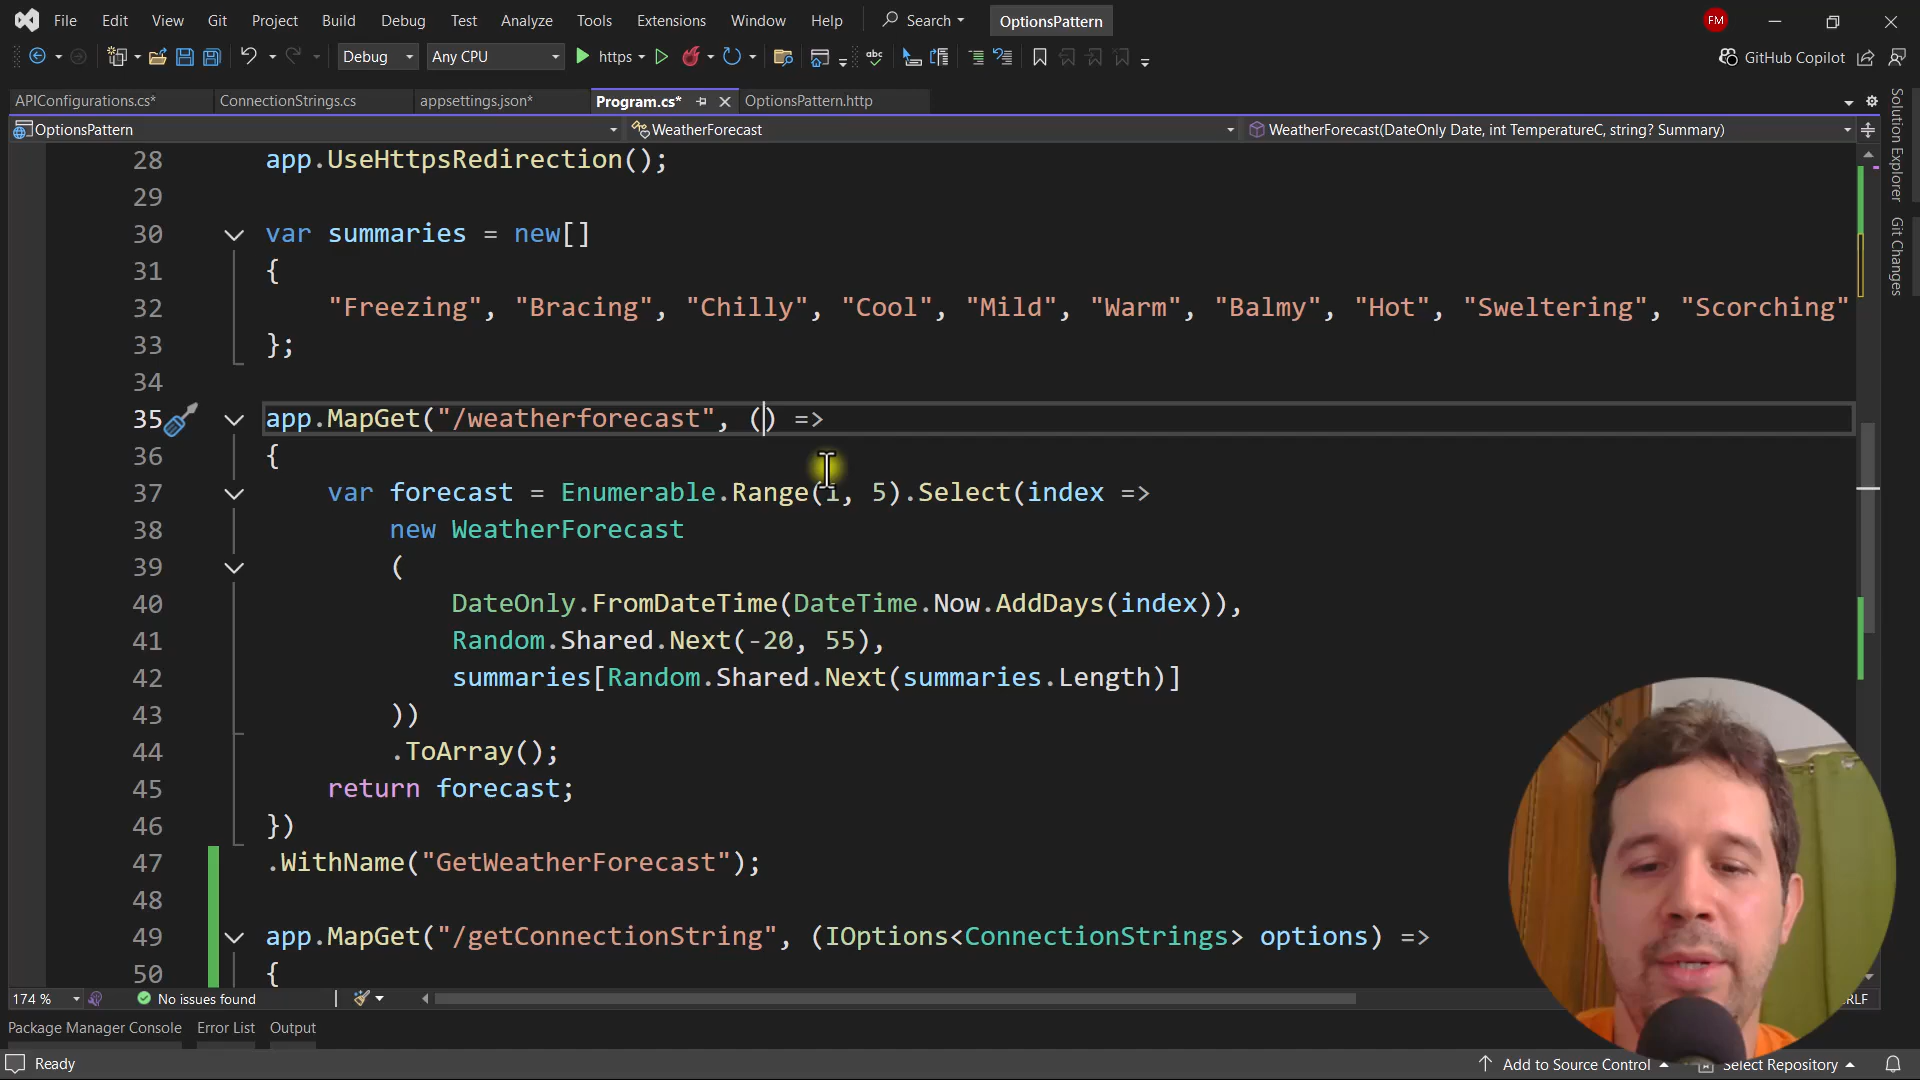 File Edit View Git Project Build Debug Test Analyze Tools Extensions Window Help Search OptionsPattern FM
Debug Any CPU https GitHub Copilot
APIConfigurations.cs* ConnectionStrings.cs appsettings.json* Program.cs* OptionsPattern.http
OptionsPattern WeatherForecast WeatherForecast(DateOnly Date, int TemperatureC, string? Summary)
28 app.UseHttpsRedirection();
29
30 var summaries = new[]
31 {
32 "Freezing", "Bracing", "Chilly", "Cool", "Mild", "Warm", "Balmy", "Hot", "Sweltering", "Scorching"
33 };
34
35 app.MapGet("/weatherforecast", () =>
36 {
37 var forecast = Enumerable.Range(1, 5).Select(index =>
38 new WeatherForecast
39 (
40 DateOnly.FromDateTime(DateTime.Now.AddDays(index)),
41 Random.Shared.Next(-20, 55),
42 summaries[Random.Shared.Next(summaries.Length)]
43 ))
44 .ToArray();
45 return forecast;
46 })
47 .WithName("GetWeatherForecast");
48
49 app.MapGet("/getConnectionString", (IOptions<ConnectionStrings> options) =>
50 {
174 % No issues found
Package Manager Console Error List Output
Ready Add to Source Control Select Repository
Solution Explorer
Git Changes